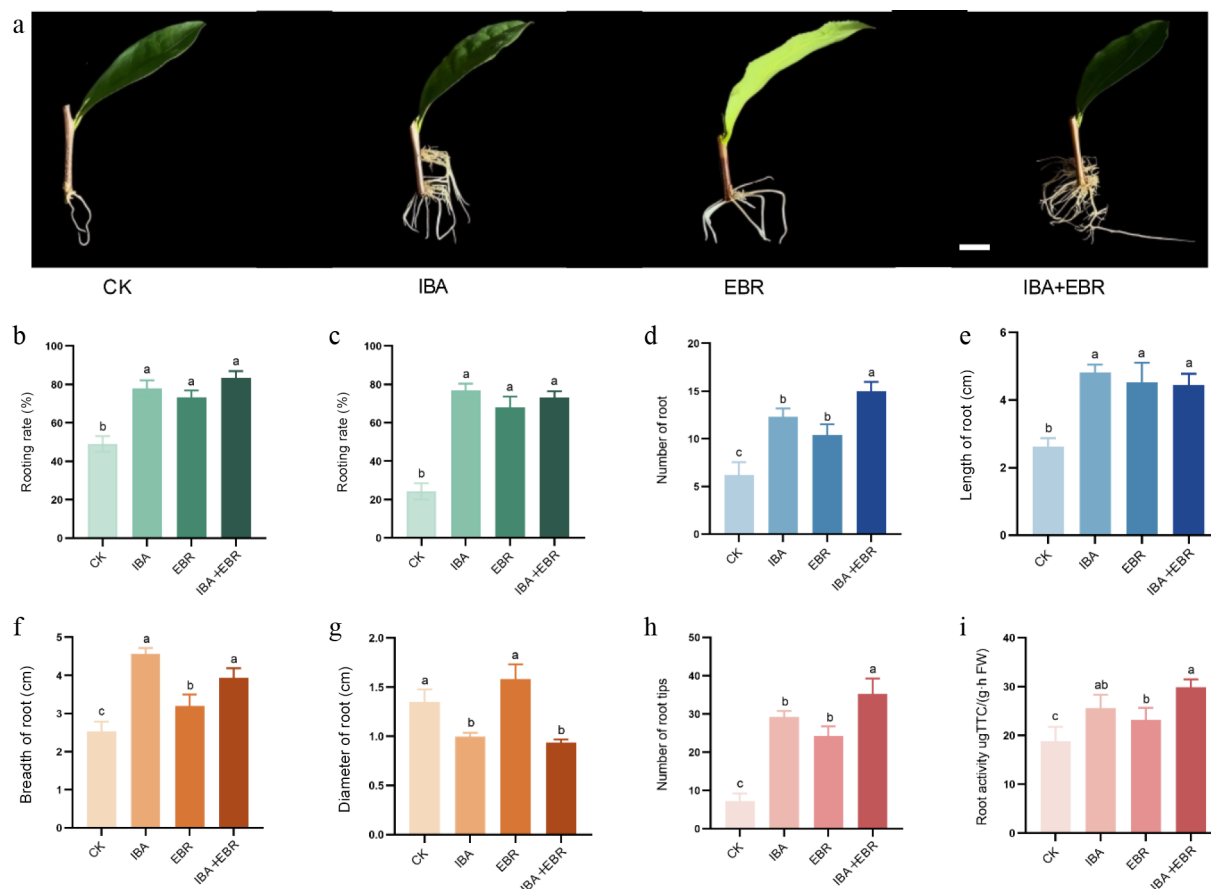 a
CK IBA EBR IBA+EBR
b
Rooting rate (%)
100
80
60
40
20
0
b a a a
CK IBA EBR IBA +EBR
c
Rooting rate (%)
100
80
60
40
20
0
b a a a
CK IBA EBR IBA +EBR
d
Number of root
20
15
10
5
0
c b b a
CK IBA EBR IBA +EBR
e
Length of root (cm)
6
4
2
0
b a a a
CK IBA EBR IBA +EBR
f
Breadth of root (cm)
5
4
3
2
1
0
c a b a
CK IBA EBR IBA +EBR
g
Diameter of root (cm)
2.0
1.5
1.0
0.5
0.0
a b a b
CK IBA EBR IBA +EBR
h
Number of root tips
50
40
30
20
10
0
c b b a
CK IBA EBR IBA +EBR
i
Root activity ugTTC/(g·h FW)
40
30
20
10
0
c ab b a
CK IBA EBR IBA +EBR